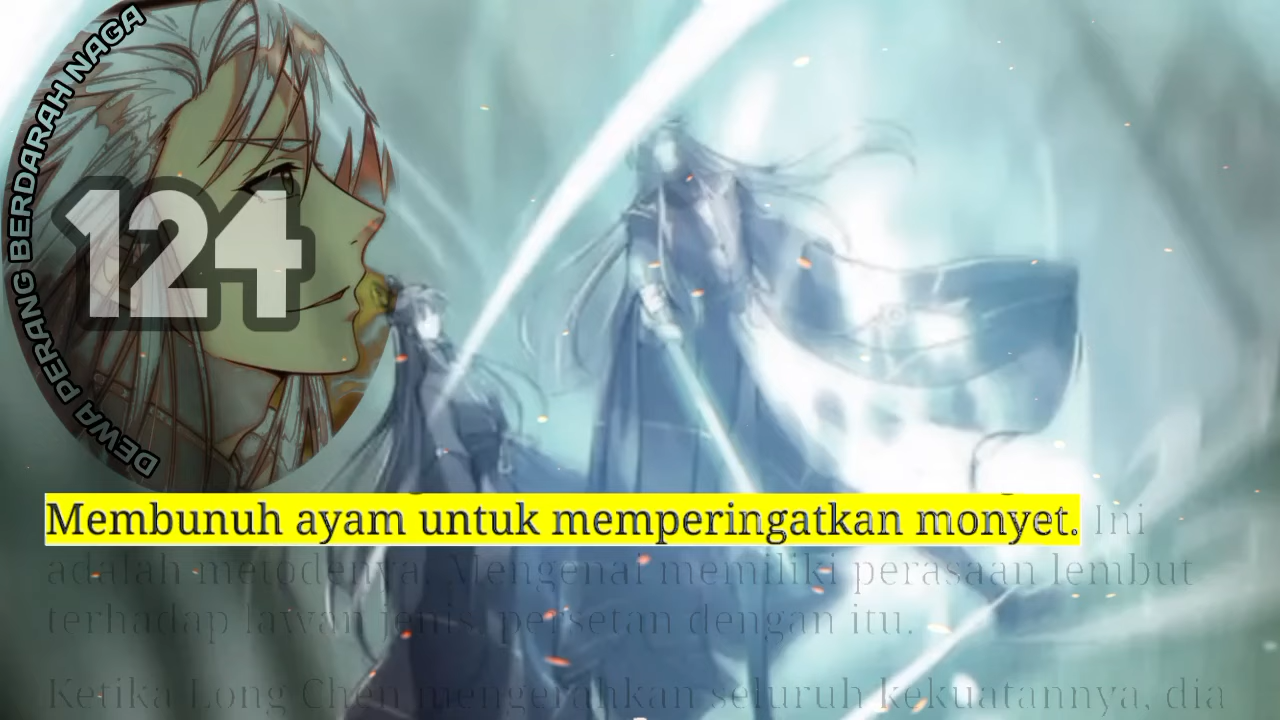 DEWA PERANG BERDARAH NAGA
124
Membunuh ayam untuk memperingatkan monyet. Ini
adalah metodenya. Mengenai memiliki perasaan lembut
terhadap lawan jenis, persetan dengan itu.
Ketika Long Chen mengerahkan seluruh kekuatannya, dia